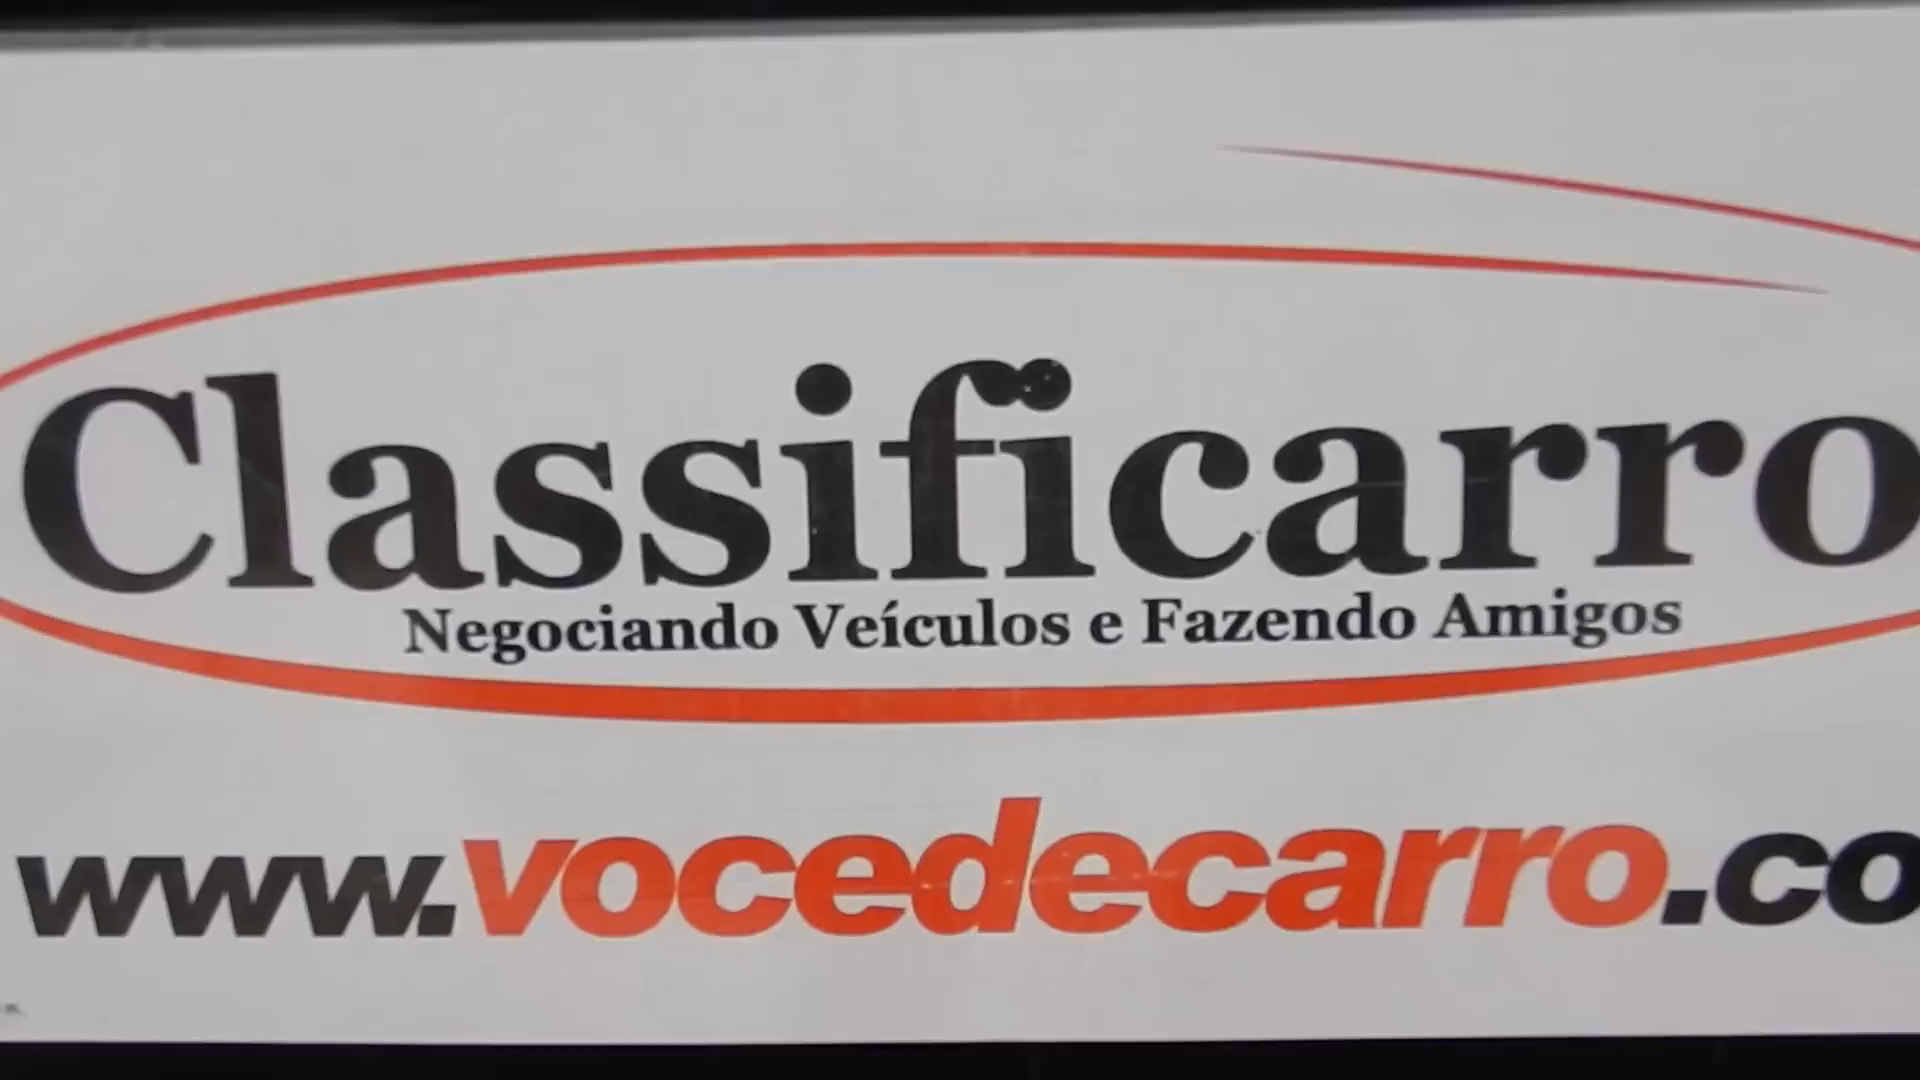 Classificarro
Negociando Veículos e Fazendo Amigos
www.vocedecarro.co